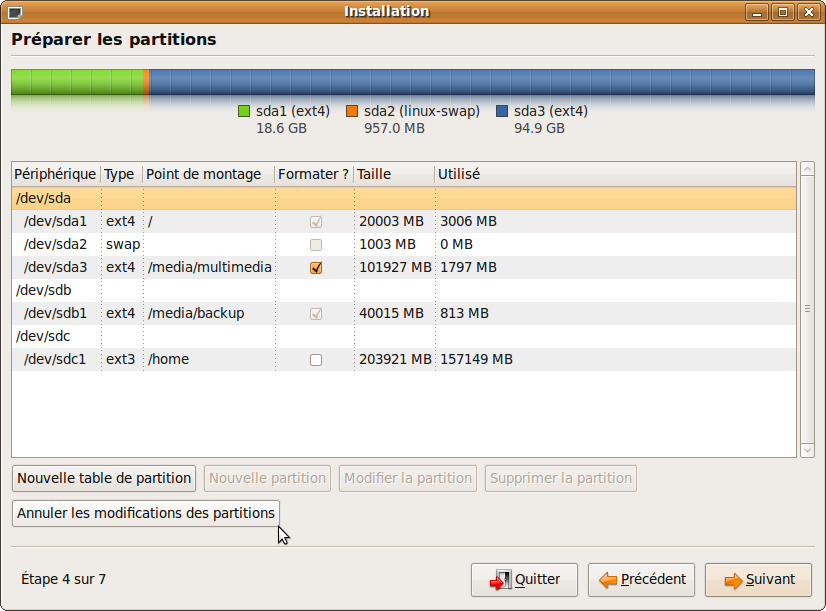 Installation
Préparer les partitions
sda1 (ext4) sda2 (linux-swap) sda3 (ext4)
18.6 GB 957.0 MB 94.9 GB
Périphérique Type Point de montage Formater ? Taille Utilisé
/dev/sda
/dev/sda1 ext4 / 20003 MB 3006 MB
/dev/sda2 swap 1003 MB 0 MB
/dev/sda3 ext4 /media/multimedia 101927 MB 1797 MB
/dev/sdb
/dev/sdb1 ext4 /media/backup 40015 MB 813 MB
/dev/sdc
/dev/sdc1 ext3 /home 203921 MB 157149 MB
Nouvelle table de partition Nouvelle partition Modifier la partition Supprimer la partition
Annuler les modifications des partitions
Étape 4 sur 7 Quitter Précédent Suivant